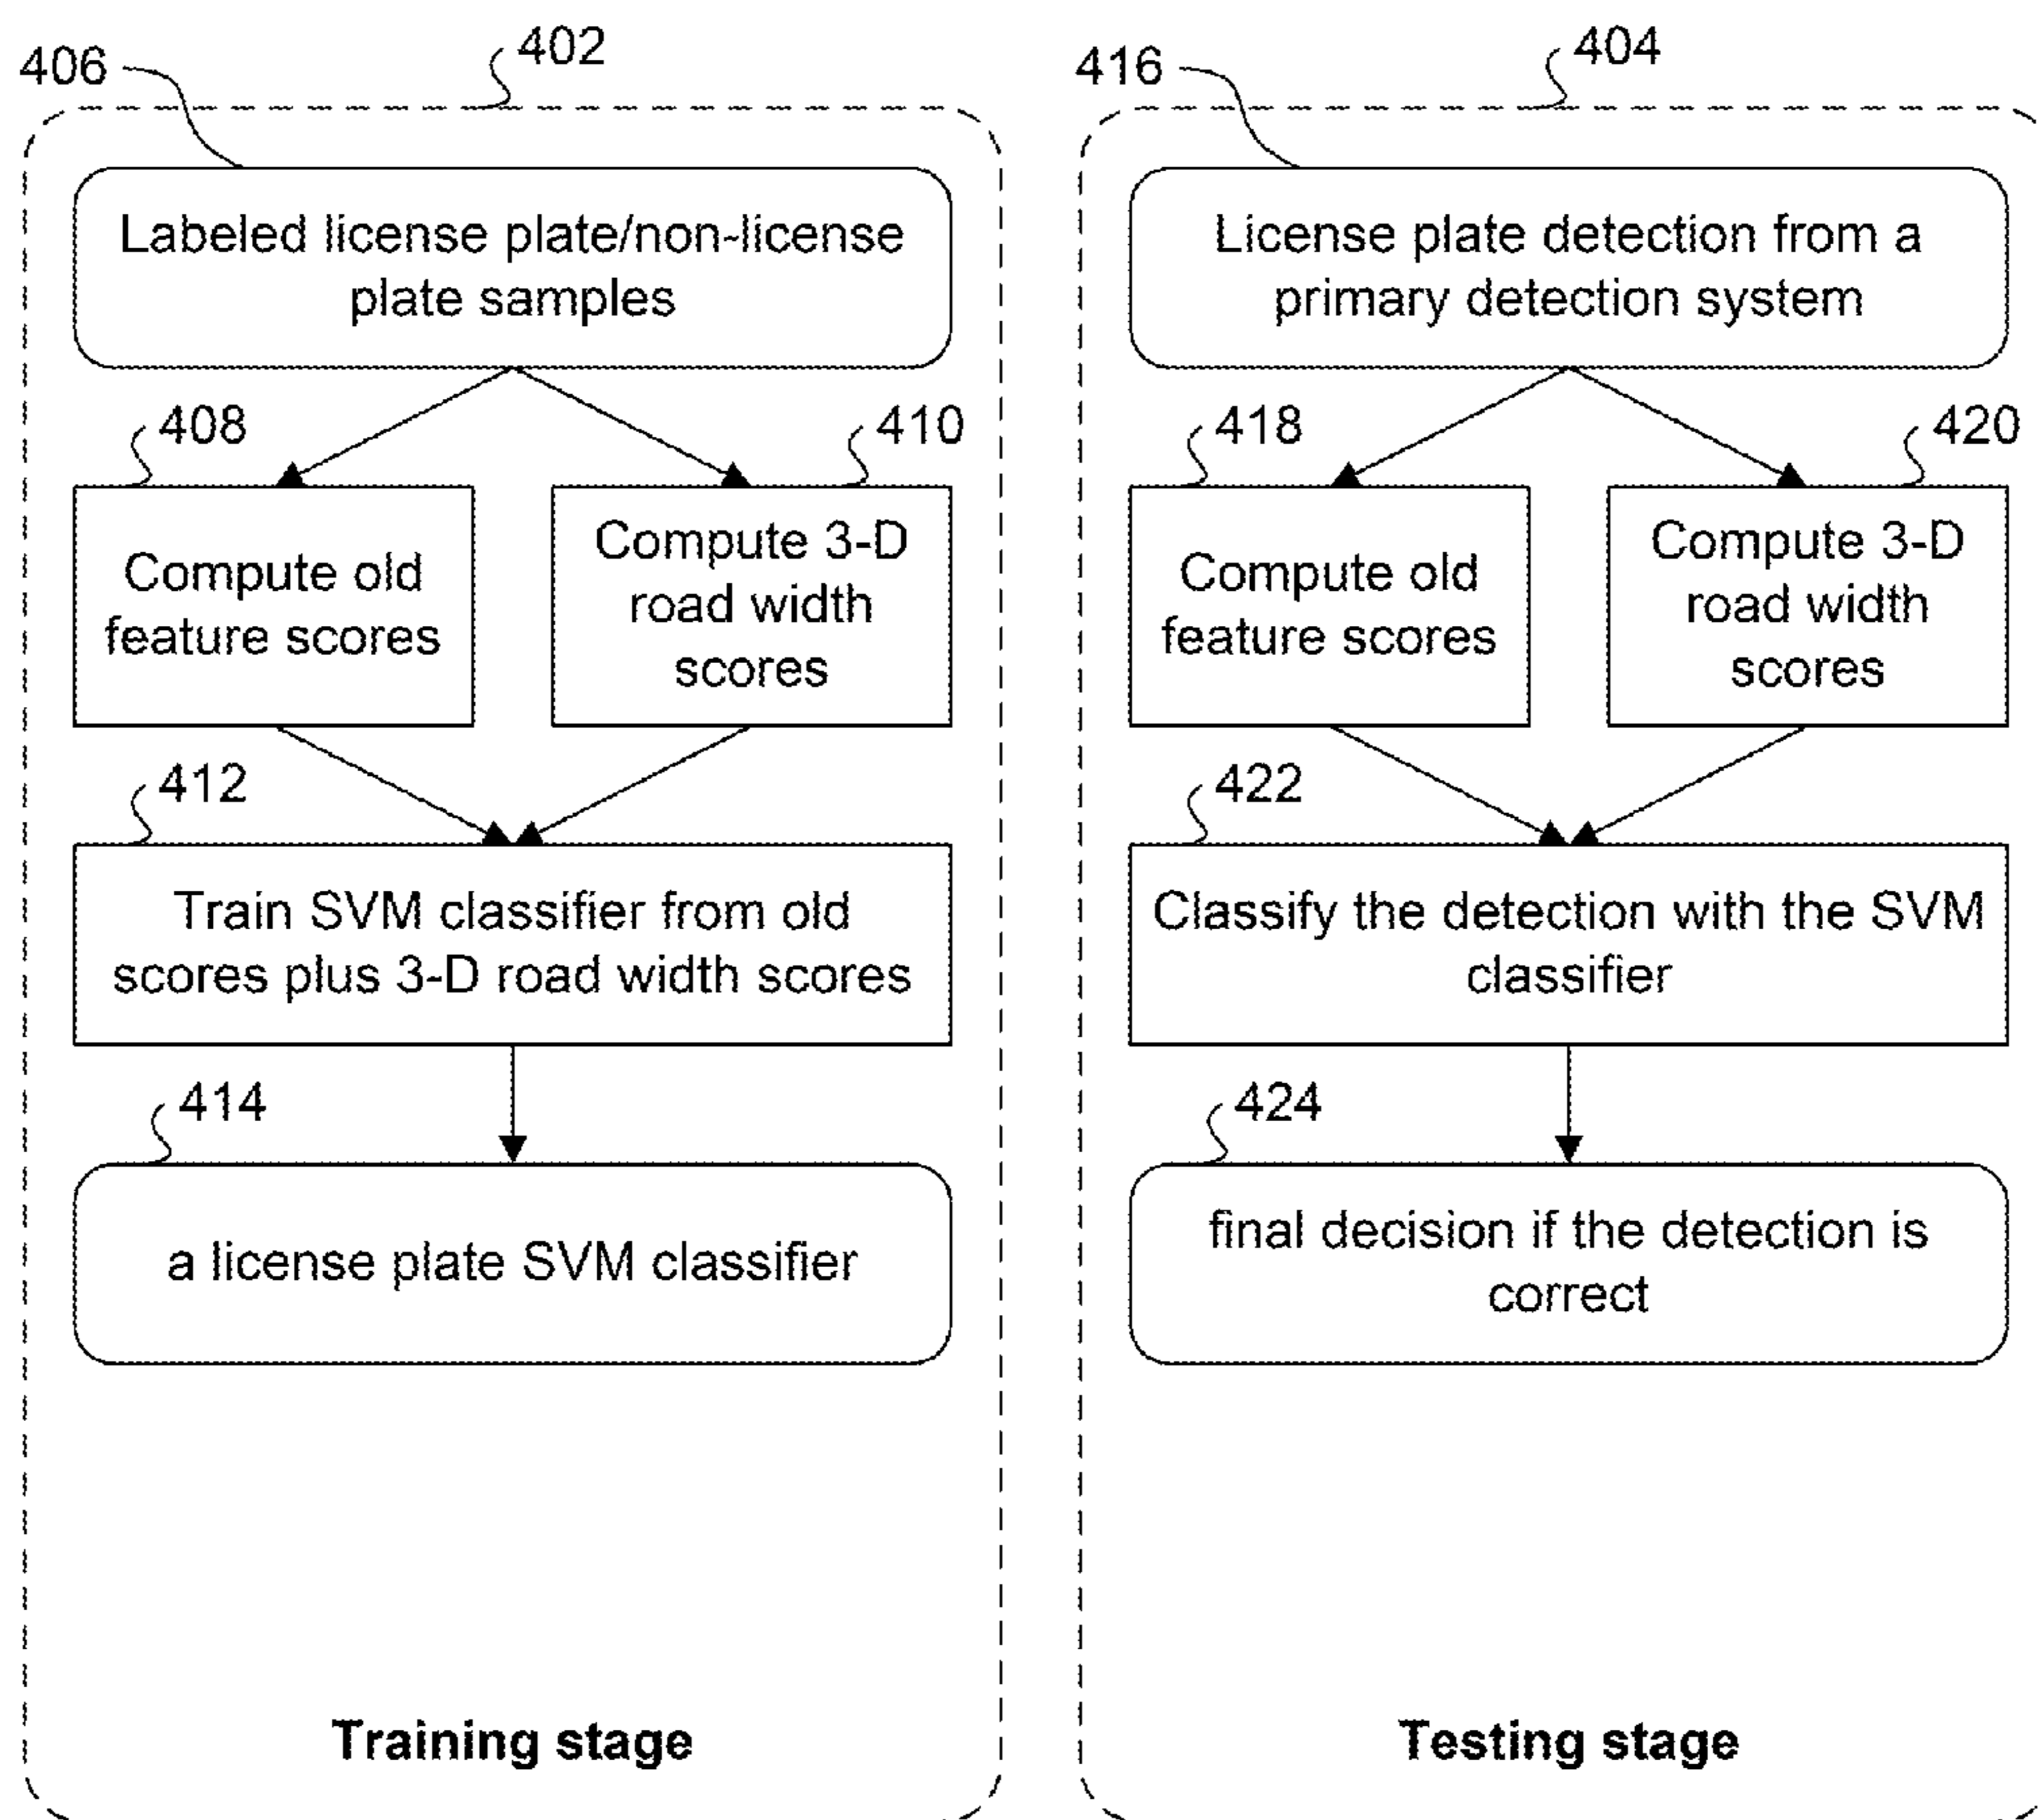 402
406
Labeled license plate/non-license
plate samples
408
410
Compute old
feature scores
Compute 3-D
road width
scores
412
Train SVM classifier from old
scores plus 3-D road width scores
414
a license plate SVM classifier
Training stage
404
416
License plate detection from a
primary detection system
418
420
Compute old
feature scores
Compute 3-D
road width
scores
422
Classify the detection with the SVM
classifier
424
final decision if the detection is
correct
Testing stage